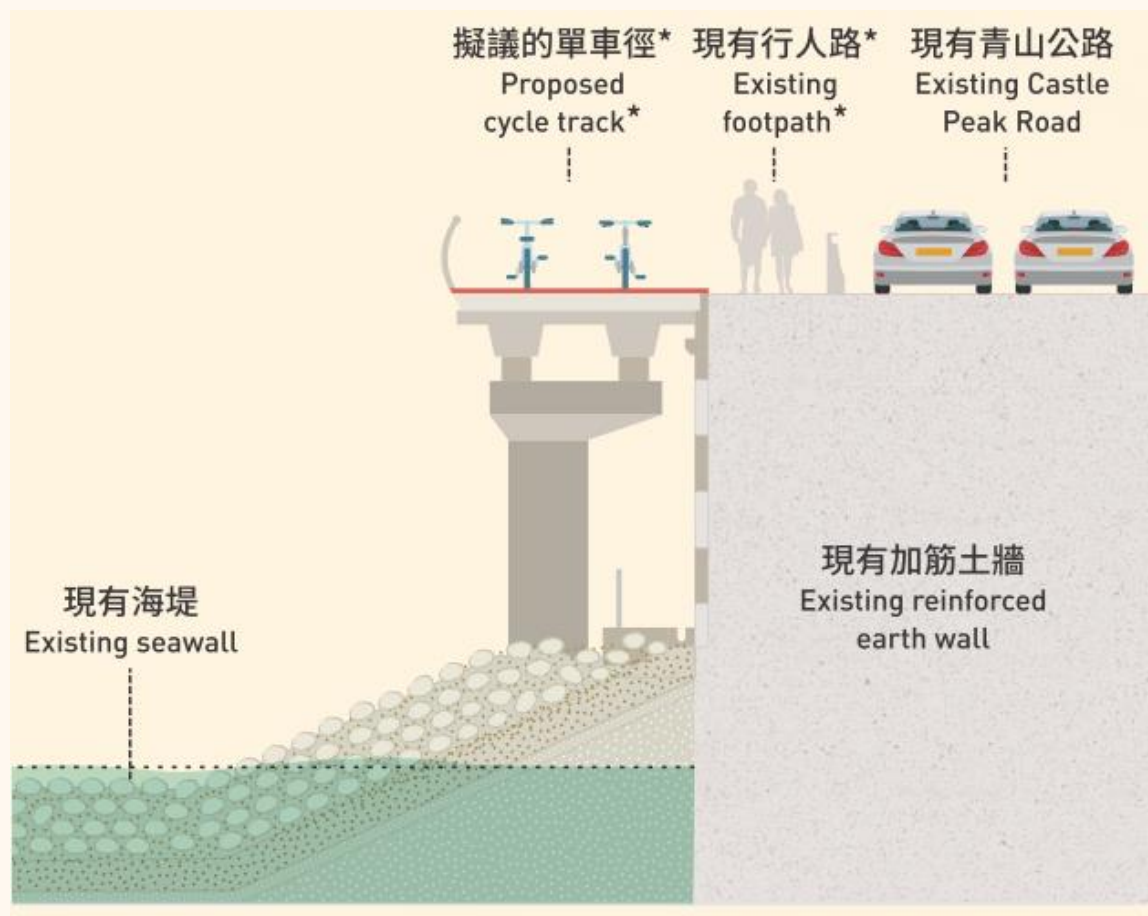 擬議的單車徑*
Proposed
cycle track*
現有行人路*
Existing
footpath*
現有青山公路
Existing Castle
Peak Road
現有加筋土牆
Existing reinforced
earth wall
現有海堤
Existing seawall